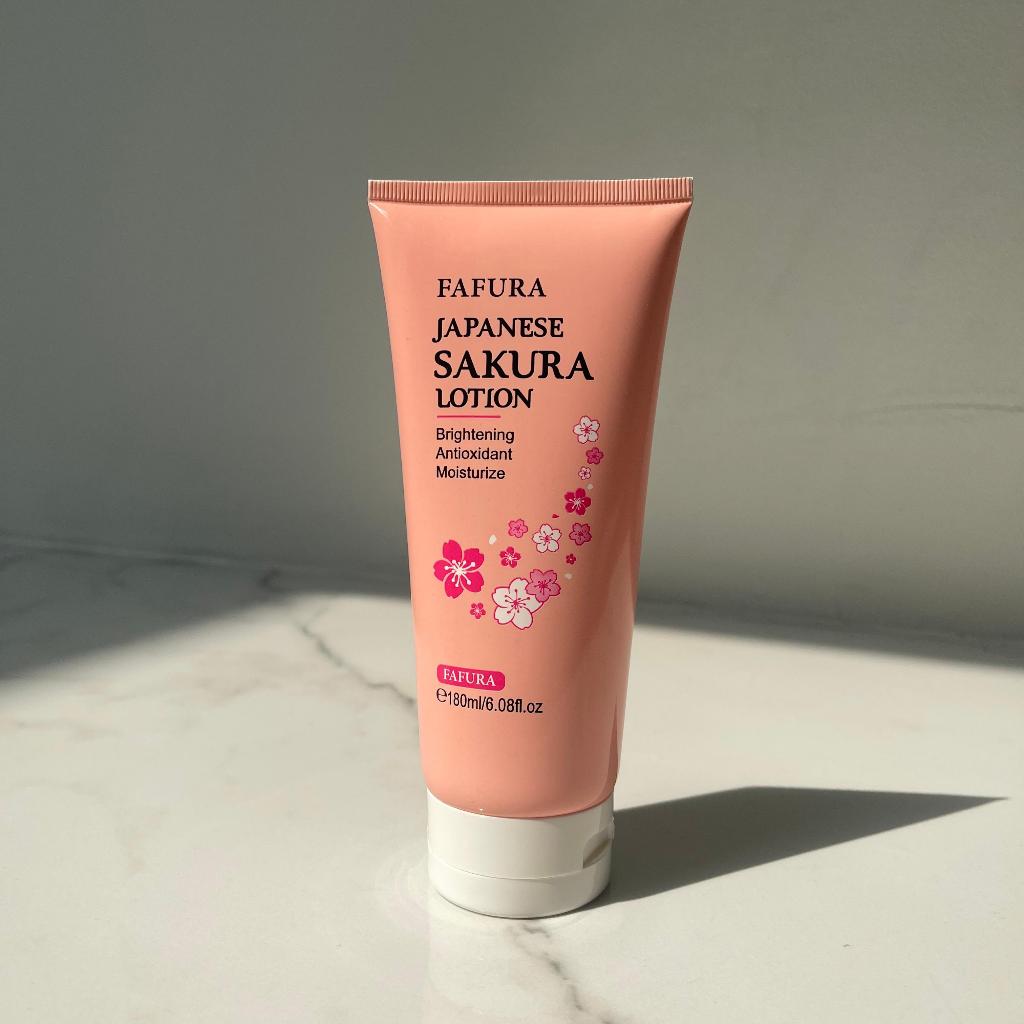 FAFURA
JAPANESE
SAKURA
LOTION
Brightening
Antioxidant
Moisturize
FAFURA
℮180ml/6.08fl.oz